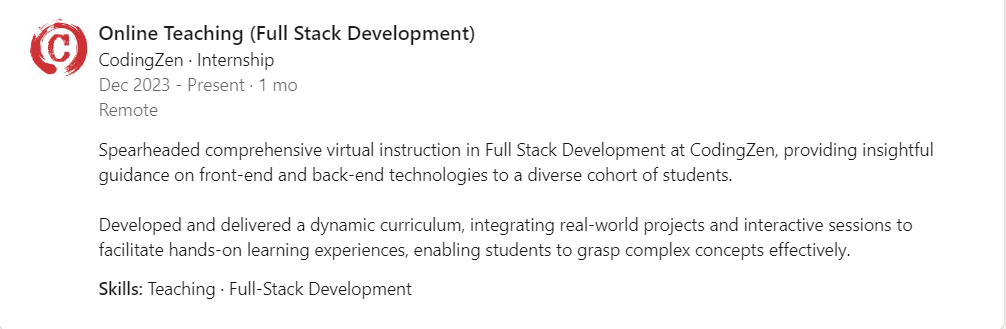 C
Online Teaching (Full Stack Development)
CodingZen · Internship
Dec 2023 - Present · 1 mo
Remote
Spearheaded comprehensive virtual instruction in Full Stack Development at CodingZen, providing insightful
guidance on front-end and back-end technologies to a diverse cohort of students.
Developed and delivered a dynamic curriculum, integrating real-world projects and interactive sessions to
facilitate hands-on learning experiences, enabling students to grasp complex concepts effectively.
Skills: Teaching · Full-Stack Development